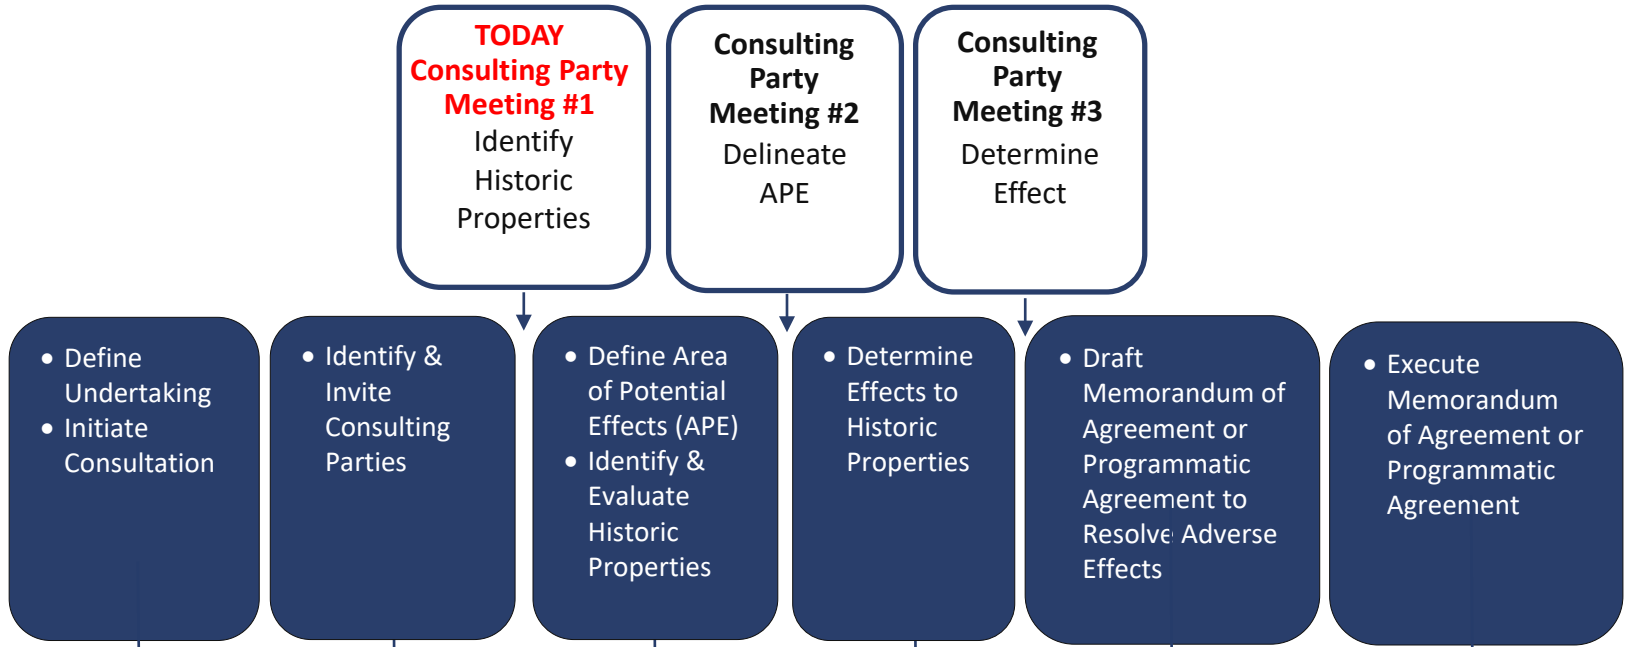 TODAY
Consulting Party
Meeting #1
Identify
Historic
Properties
Consulting
Party
Meeting #2
Delineate
APE
Consulting
Party
Meeting #3
Determine
Effect
• Define
Undertaking
• Initiate
Consultation
• Identify &
Invite
Consulting
Parties
• Define Area
of Potential
Effects (APE)
• Identify &
Evaluate
Historic
Properties
• Determine
Effects to
Historic
Properties
• Draft
Memorandum of
Agreement or
Programmatic
Agreement to
Resolve Adverse
Effects
• Execute
Memorandum
of Agreement or
Programmatic
Agreement